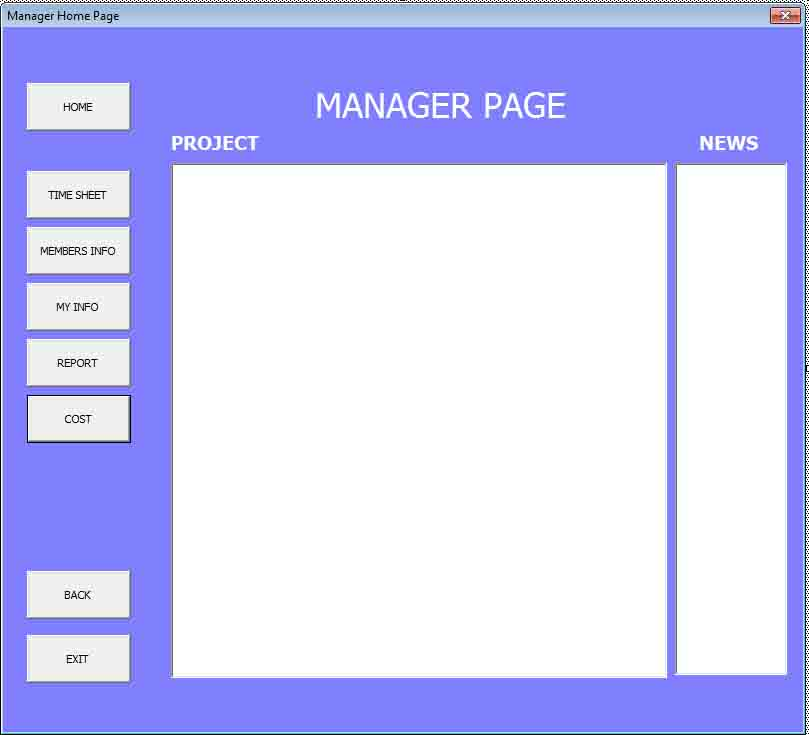 Manager Home Page
MANAGER PAGE
PROJECT
NEWS
HOME
TIME SHEET
MEMBERS INFO
MY INFO
REPORT
COST
BACK
EXIT